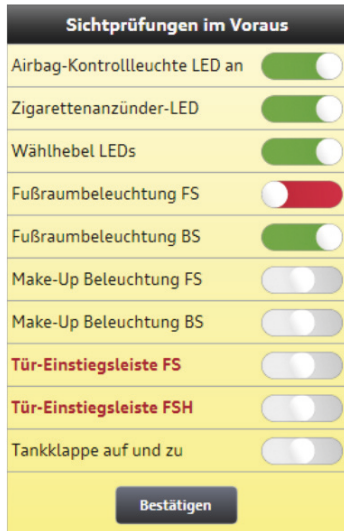 Sichtprüfungen im Voraus
Airbag-Kontrollleuchte LED an
Zigarettenanzünder-LED
Wählhebel LEDs
Fußraumbeleuchtung FS
Fußraumbeleuchtung BS
Make-Up Beleuchtung FS
Make-Up Beleuchtung BS
Tür-Einstiegsleiste FS
Tür-Einstiegsleiste FSH
Tankklappe auf und zu
Bestätigen